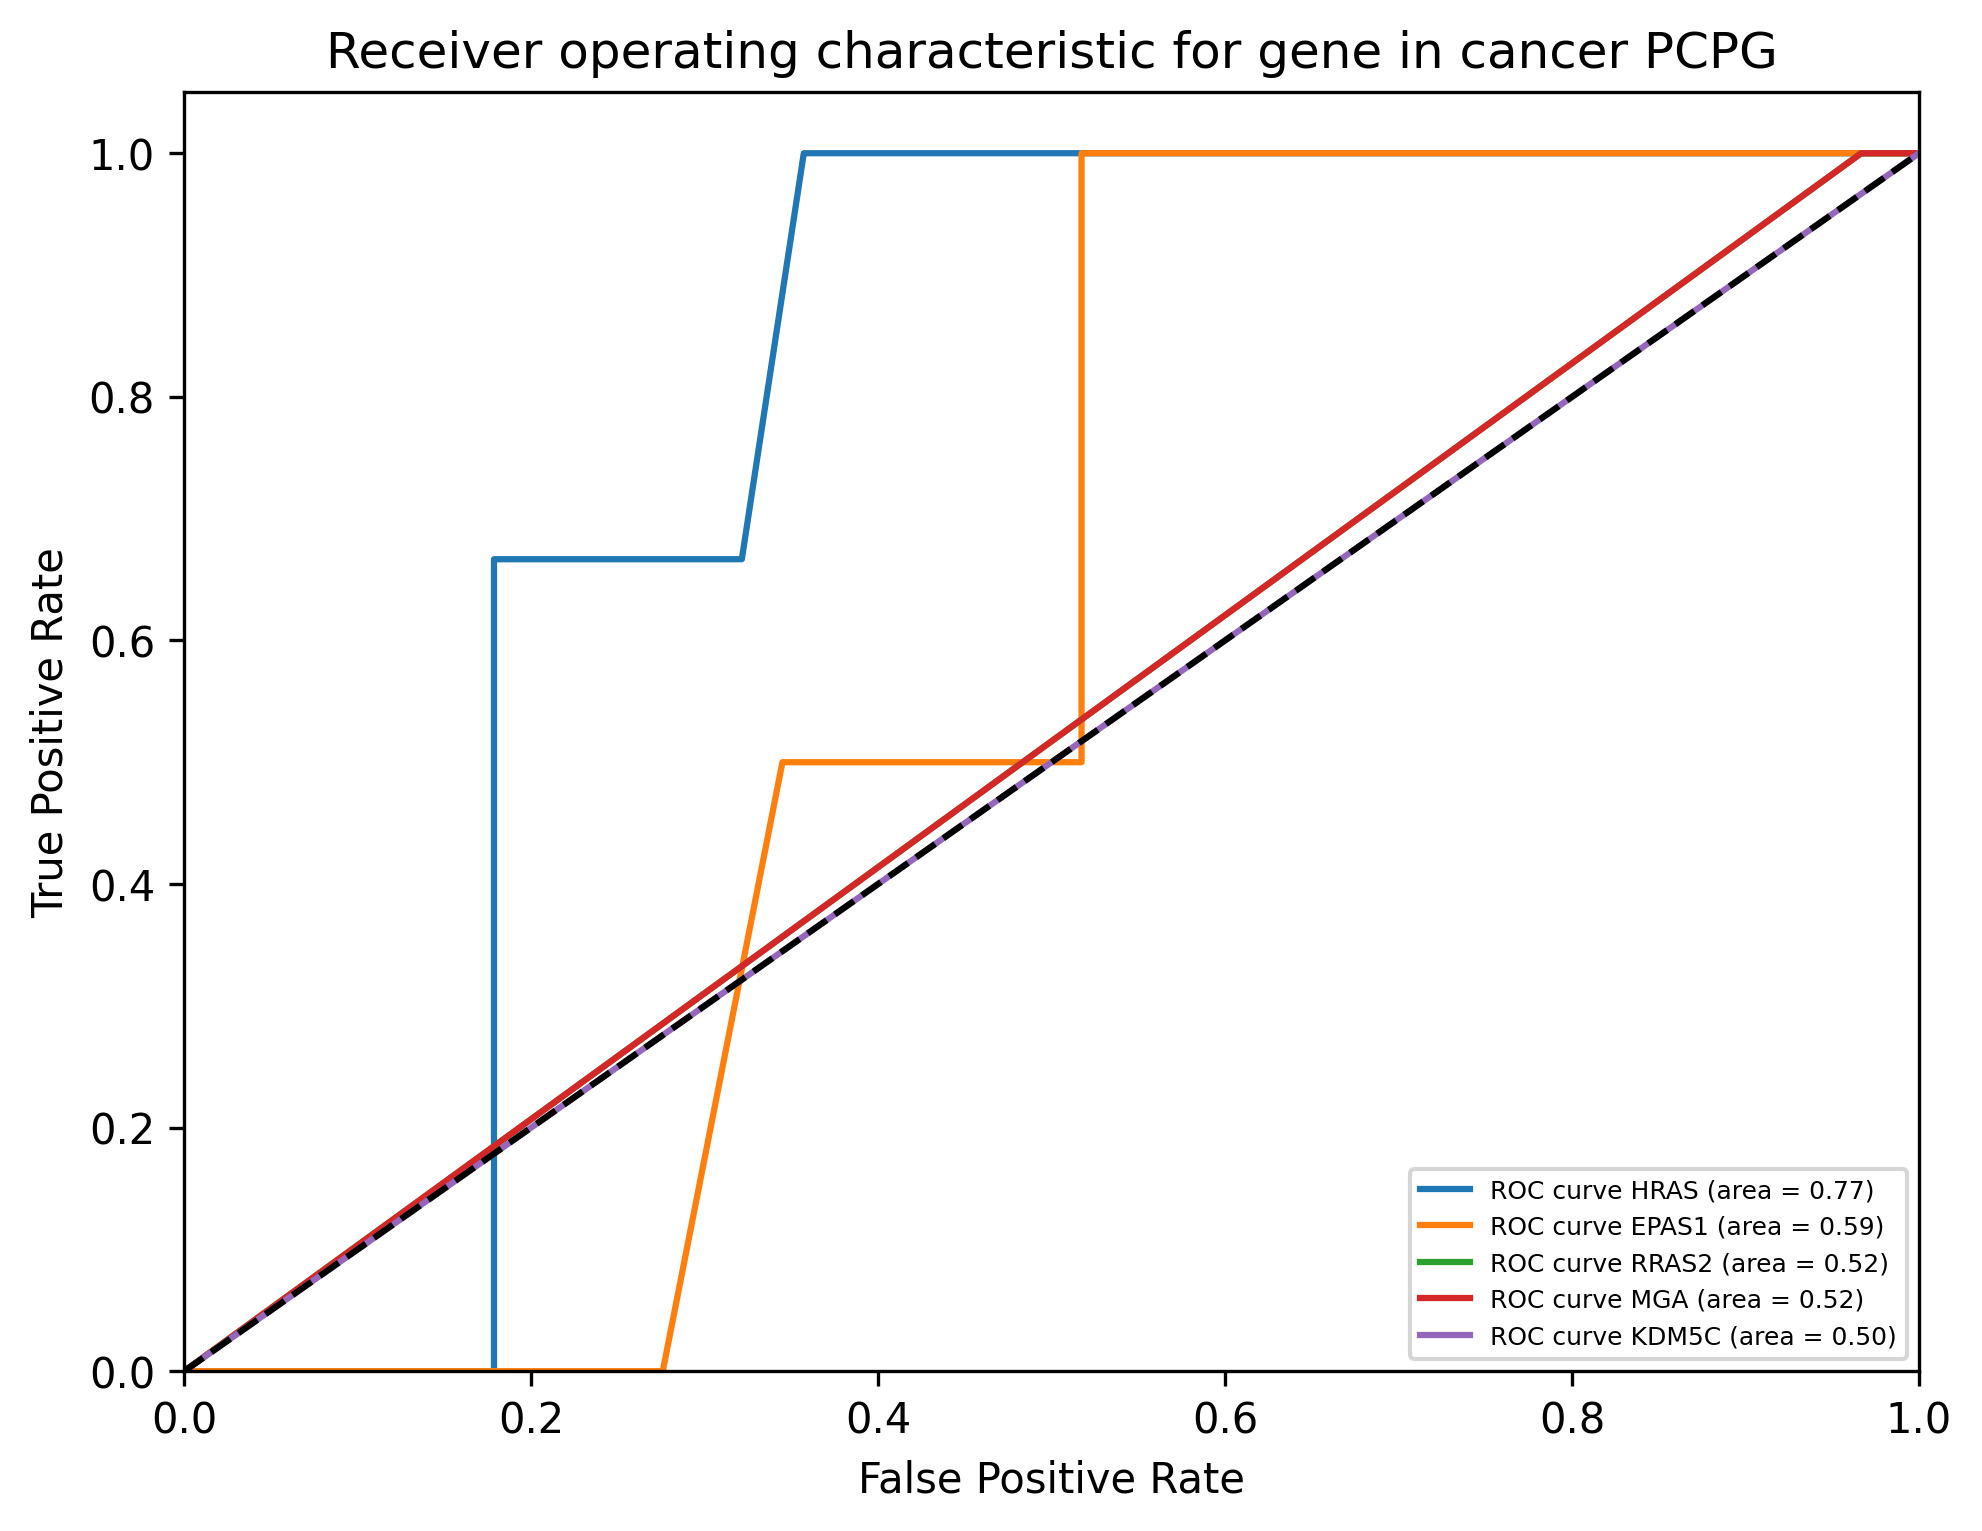 Receiver operating characteristic for gene in cancer PCPG
True Positive Rate
1.0
0.8
0.6
0.4
0.2
0.0
0.0 0.2 0.4 0.6 0.8 1.0
False Positive Rate
ROC curve HRAS (area = 0.77)
ROC curve EPAS1 (area = 0.59)
ROC curve RRAS2 (area = 0.52)
ROC curve MGA (area = 0.52)
ROC curve KDM5C (area = 0.50)